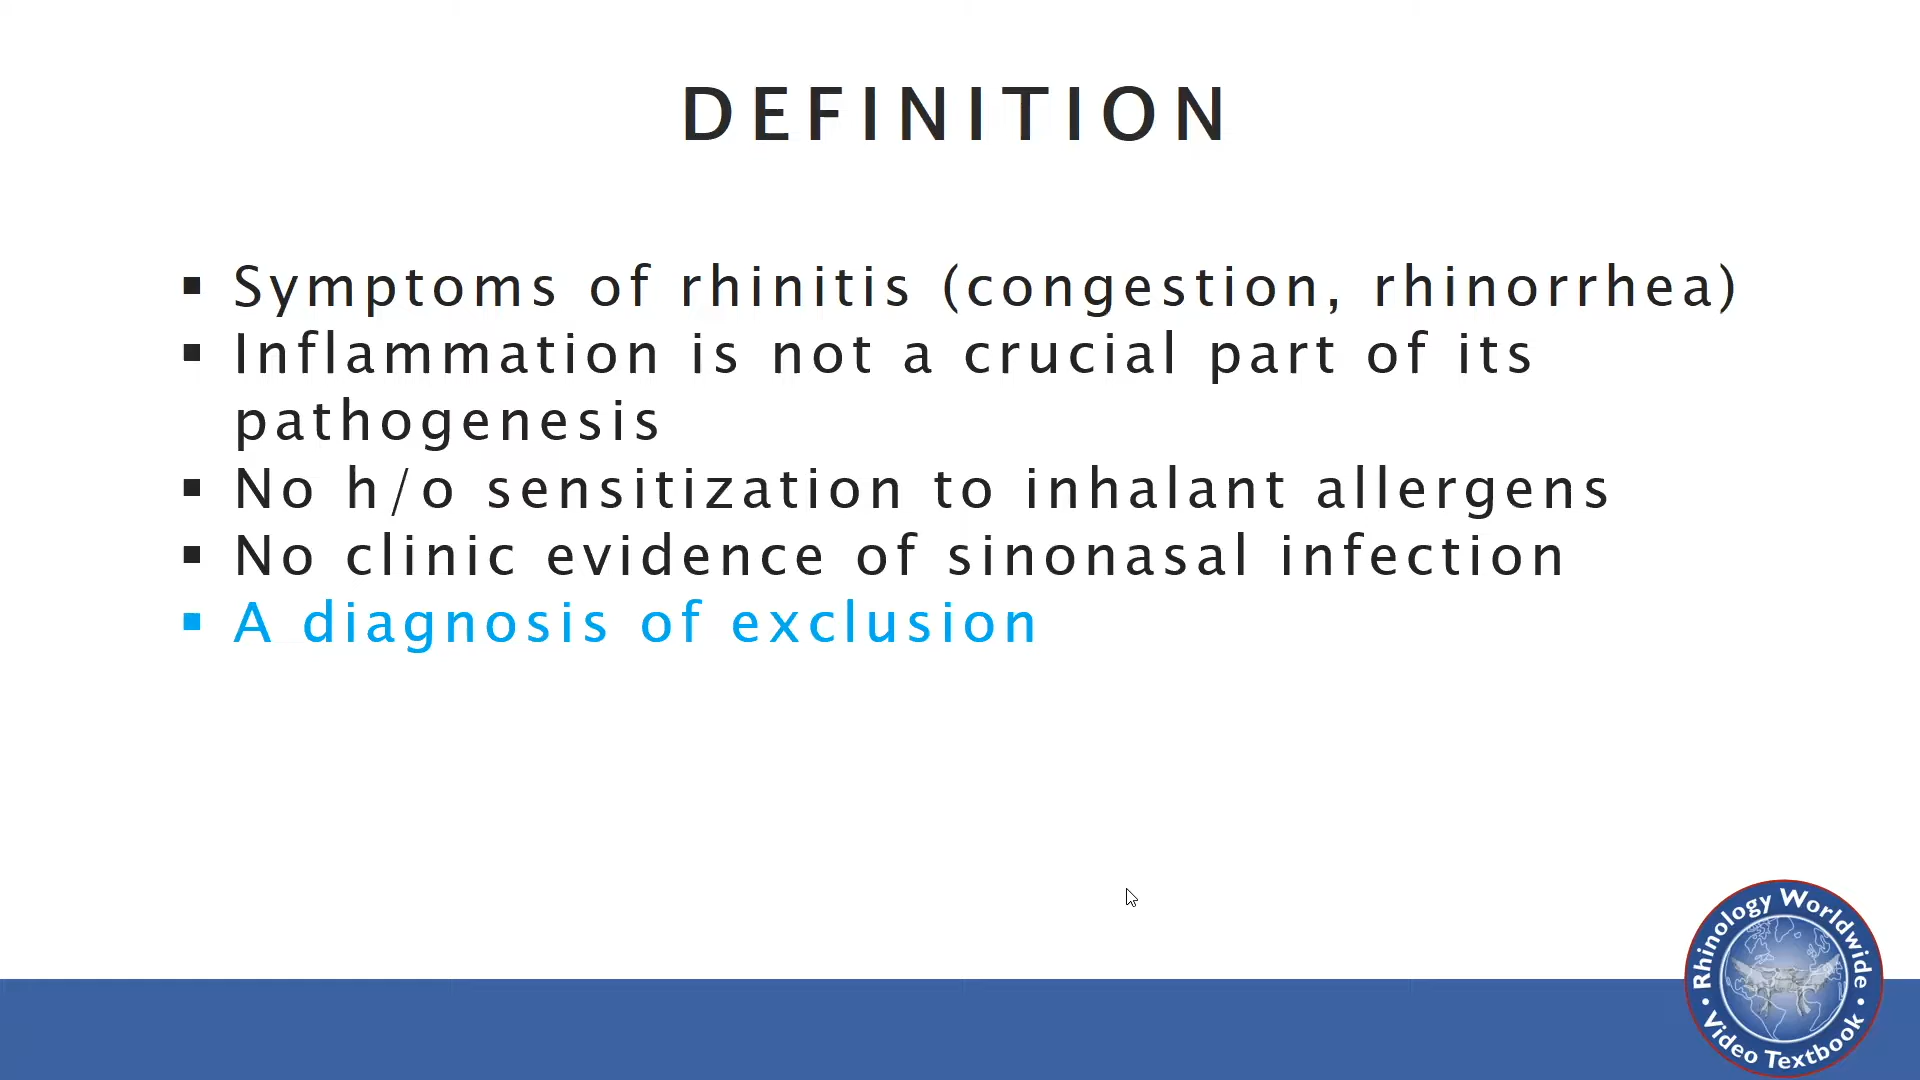 DEFINITION
▪ Symptoms of rhinitis (congestion, rhinorrhea)
▪ Inflammation is not a crucial part of its
pathogenesis
▪ No h/o sensitization to inhalant allergens
▪ No clinic evidence of sinonasal infection
▪ A diagnosis of exclusion
Rhinology Worldwide
• Video Textbook •